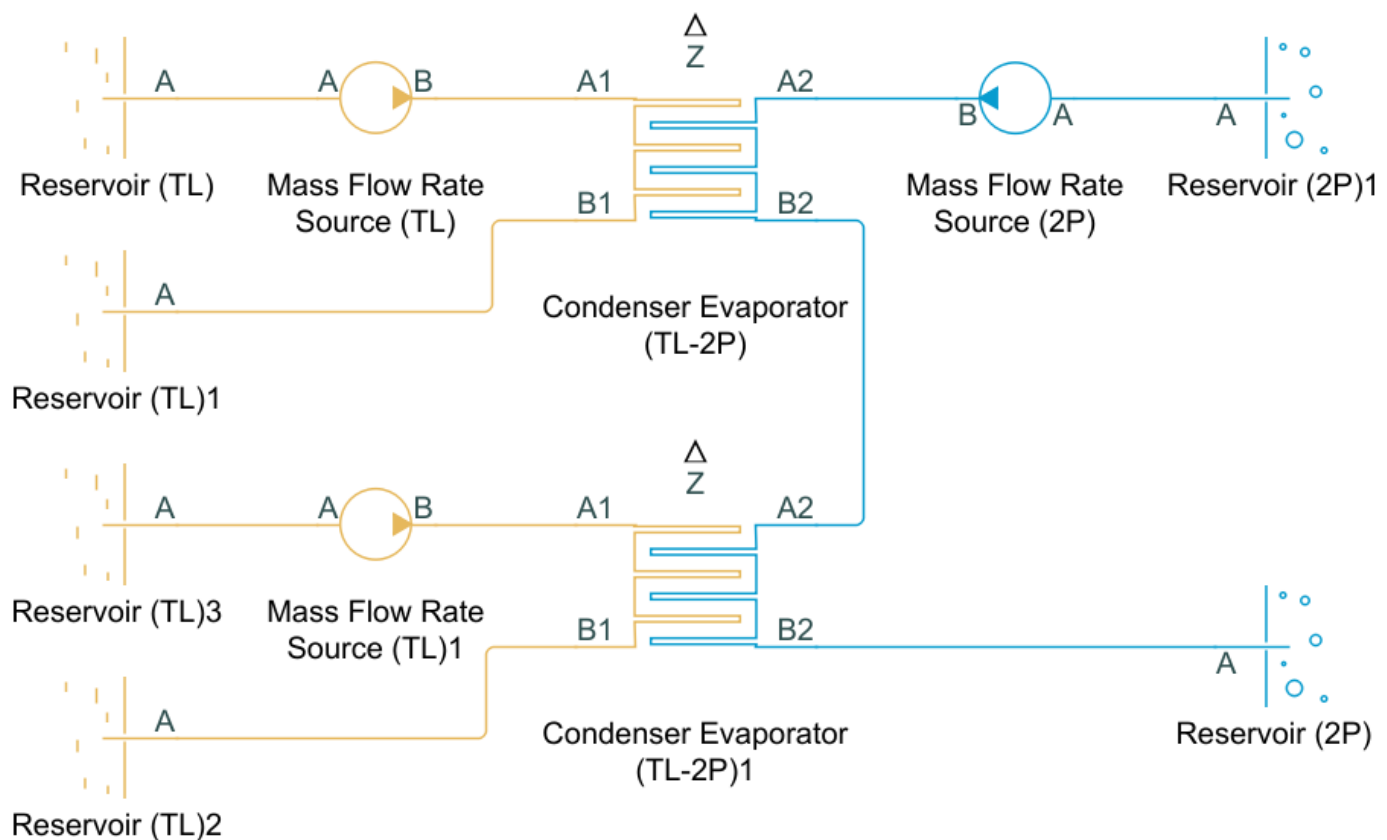 Δ
Z
A A B A1 A2 B A A
Reservoir (TL)
Mass Flow Rate
Source (TL)
B1 B2
Mass Flow Rate
Source (2P)
Reservoir (2P)1
A
Condenser Evaporator
(TL-2P)
Reservoir (TL)1
Δ
Z
A A B A1 A2
Reservoir (TL)3
Mass Flow Rate
Source (TL)1
B1 B2 A
A
Condenser Evaporator
(TL-2P)1
Reservoir (2P)
Reservoir (TL)2